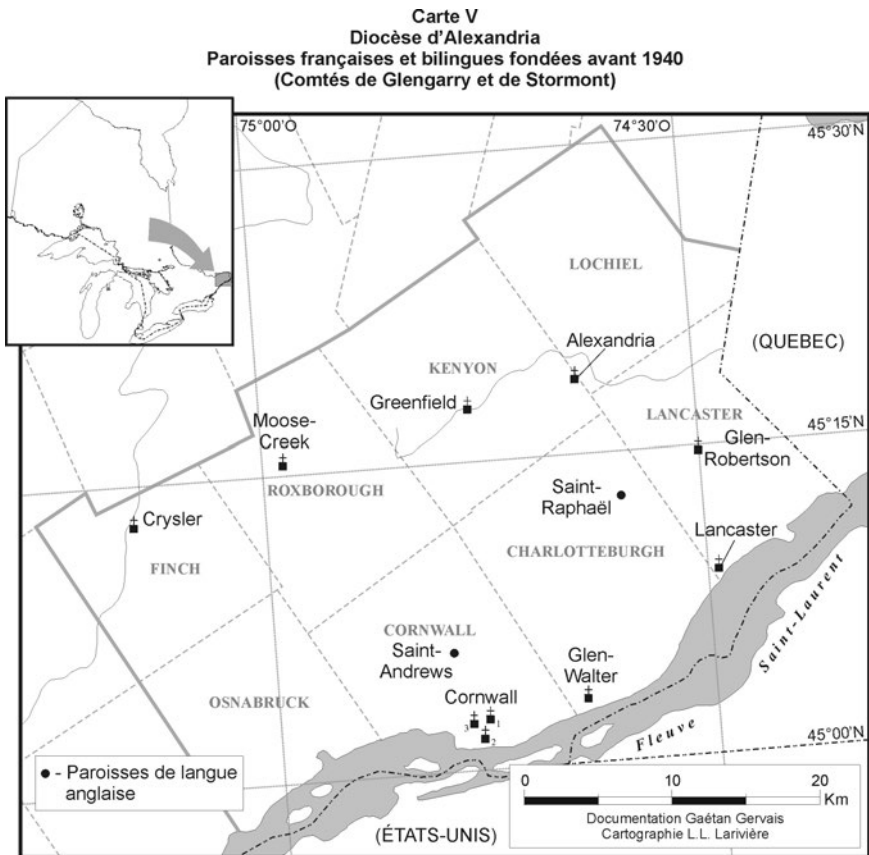 Carte V
Diocèse d'Alexandria
Paroisses françaises et bilingues fondées avant 1940
(Comtés de Glengarry et de Stormont)
75°00'O
74°30'O
45°30'N
LOCHIEL
(QUEBEC)
Alexandria
KENYON
Greenfield
LANCASTER
45°15'N
Moose-
Creek
Glen-
Robertson
ROXBOROUGH
Saint-
Raphaël
Crysler
Lancaster
CHARLOTTEBURGH
FINCH
CORNWALL
Saint-
Andrews
Glen-
Walter
OSNABRUCK
Cornwall
1
3
2
Fleuve Saint-Laurent
45°00'N
● - Paroisses de langue
anglaise
(ÉTATS-UNIS)
0 10 20
Km
Documentation Gaétan Gervais
Cartographie L.L. Larivière